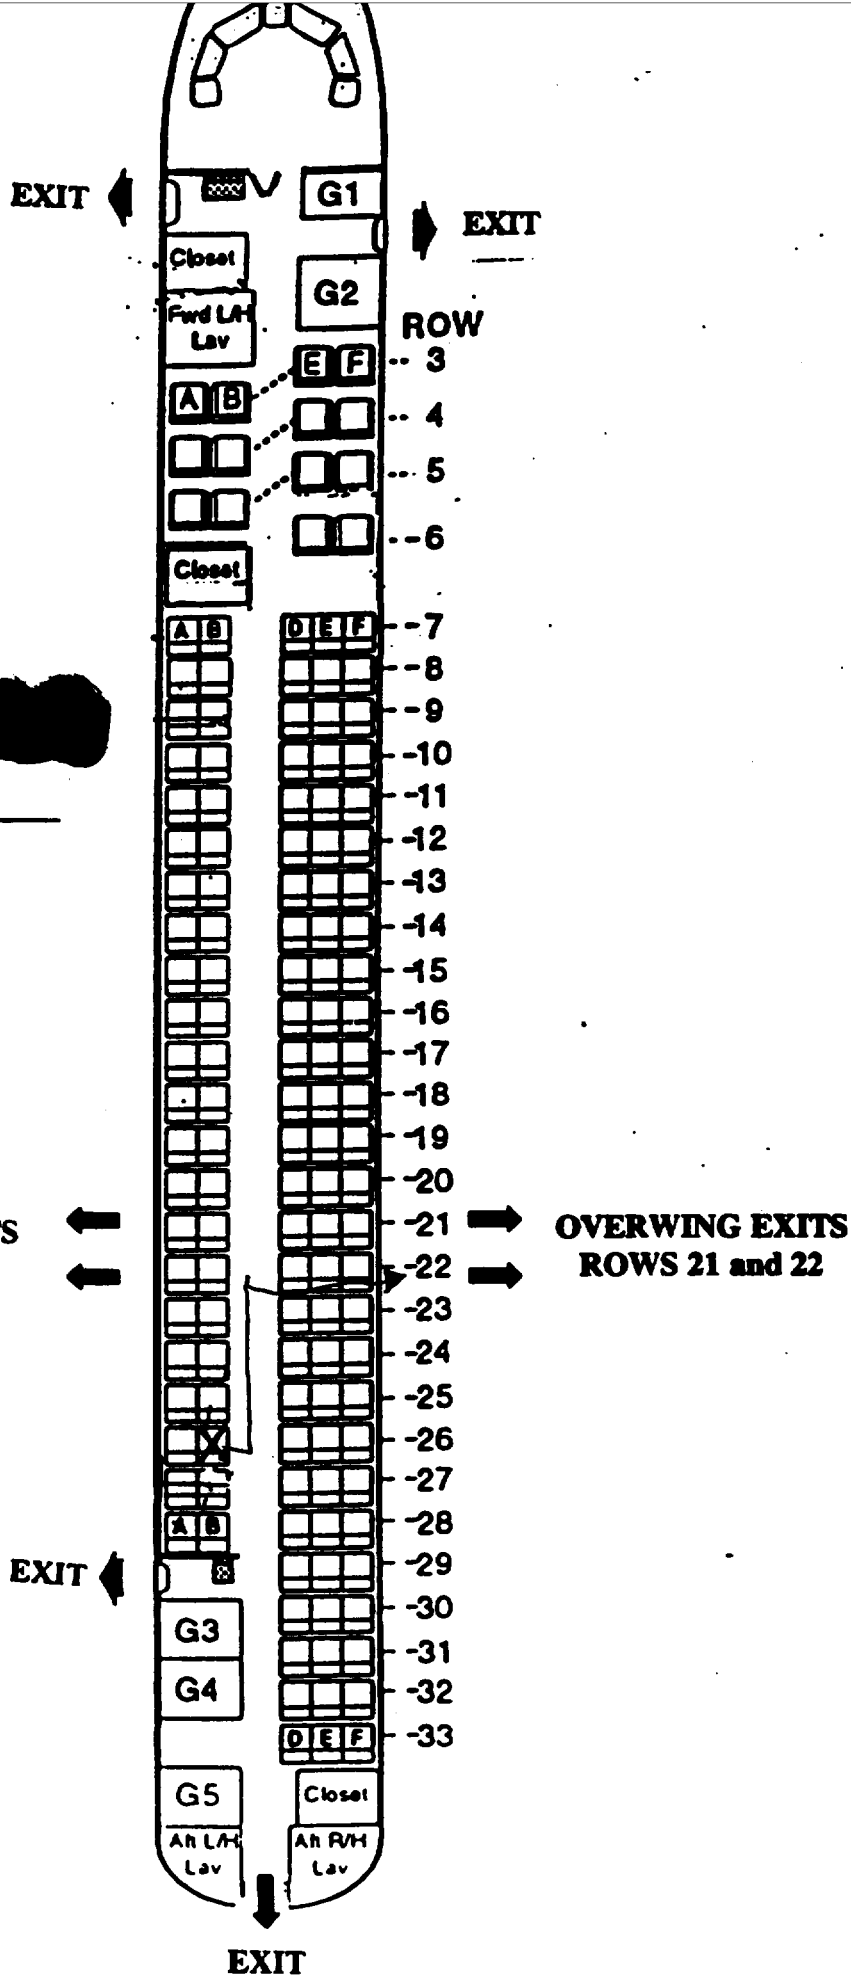 EXIT
G1
EXIT
Closet
G2
Fwd L/H
Lav
ROW
E F -- 3
A B
-- 4
-- 5
--6
Closet
A B D E F --7
--8
--9
--10
--11
--12
--13
--14
--15
--16
--17
--18
--19
--20
TS --21 OVERWING EXITS
--22 ROWS 21 and 22
-23
-24
-25
X -26
-27
A B -28
EXIT -29
G3 -30
-31
G4 -32
D E F -33
G5 Closet
Aft L/H Aft R/H
Lav Lav
EXIT